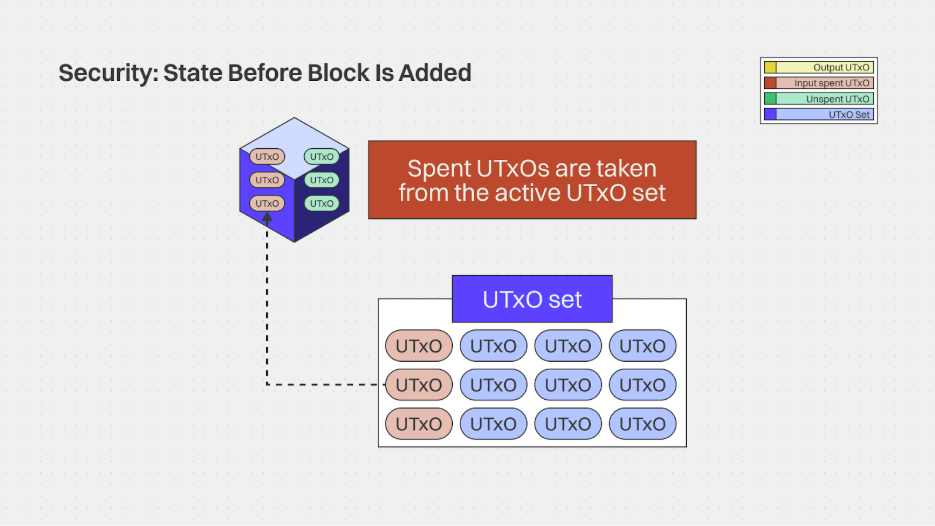 Security: State Before Block Is Added
Output UTxO
Input spent UTxO
Unspent UTxO
UTxO Set
UTxO UTxO
UTxO UTxO
UTxO UTxO
Spent UTxOs are taken
from the active UTxO set
UTxO set
UTxO UTxO UTxO UTxO
UTxO UTxO UTxO UTxO
UTxO UTxO UTxO UTxO